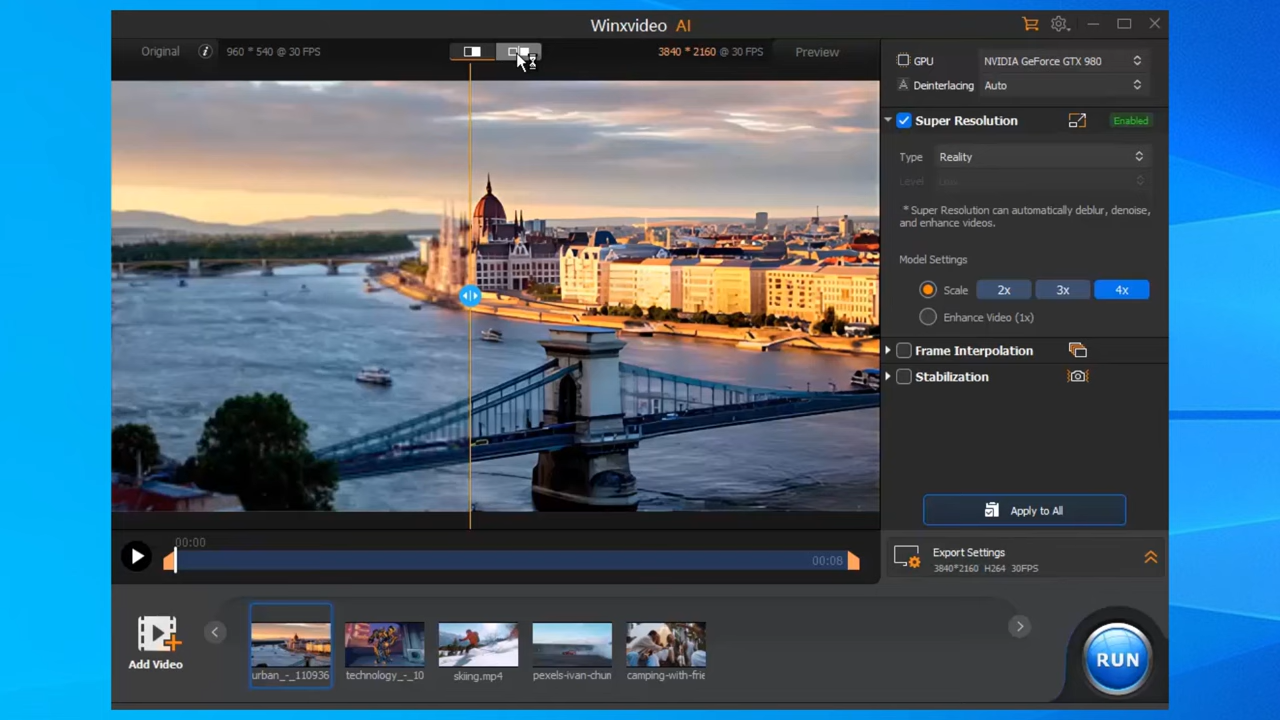 Winxvideo AI
Original
960 * 540 @ 30 FPS
3840 * 2160 @ 30 FPS
Preview
GPU
NVIDIA GeForce GTX 980
Deinterlacing
Auto
Super Resolution
Enabled
Type
Reality
Level
* Super Resolution can automatically deblur, denoise,
and enhance videos.
Model Settings
Scale
2x
3x
4x
Enhance Video (1x)
Frame Interpolation
Stabilization
Apply to All
00:00
00:08
Export Settings
3840*2160 H264 30FPS
Add Video
urban_-_110936
technology_-_10
skiing.mp4
pexels-ivan-chun
camping-with-frie
RUN